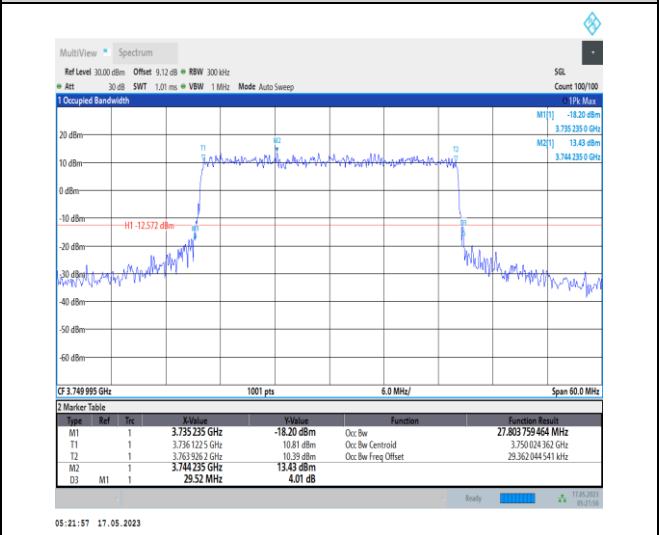 MultiView Spectrum
Ref Level 30.00 dBm Offset 9.12 dB RBW 300 kHz SGL
Att 30 dB SWT 1.01 ms VBW 1 MHz Mode Auto Sweep Count 100/100
1 Occupied Bandwidth 1Pk Max
M1[1] -18.20 dBm
3.735 235 0 GHz
M2[1] 13.43 dBm
3.744 235 0 GHz
20 dBm
T1 M2 T2
10 dBm
0 dBm
-10 dBm
H1 -12.572 dBm
-20 dBm
-30 dBm
-40 dBm
-50 dBm
-60 dBm
CF 3.749 995 GHz 1001 pts 6.0 MHz/ Span 60.0 MHz
2 Marker Table
Type Ref Trc X-Value Y-Value Function Function Result
M1 1 3.735 235 GHz -18.20 dBm Occ Bw 27.803 759 464 MHz
T1 1 3.736 122 5 GHz 10.81 dBm Occ Bw Centroid 3.750 024 362 GHz
T2 1 3.763 926 2 GHz 10.39 dBm Occ Bw Freq Offset 29.362 044 541 kHz
M2 1 3.744 235 GHz 13.43 dBm
D3 M1 1 29.52 MHz 4.01 dB
Ready 17.05.2023
05:21:56
05:21:57 17.05.2023